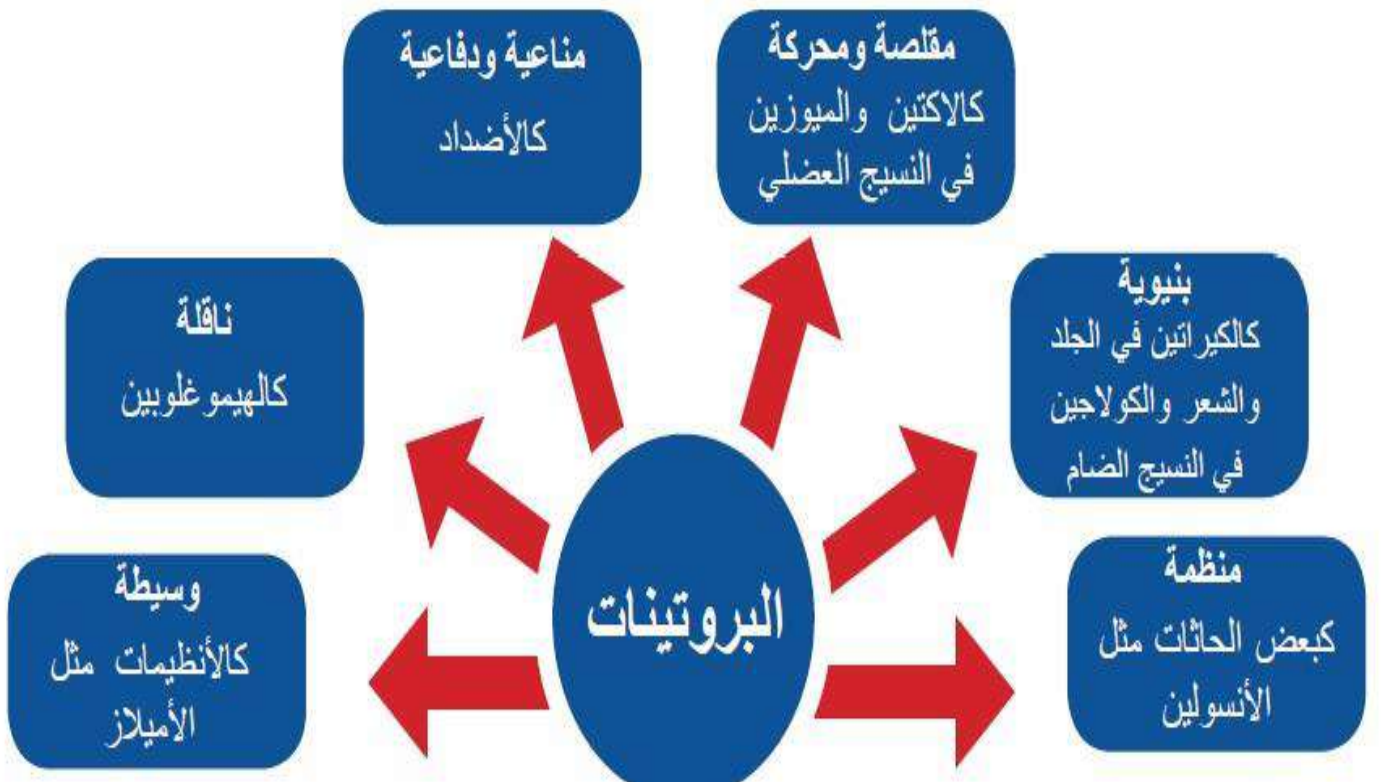 مقلصة ومحركة
كالاكتين والميوزين
في النسيج العضلي
مناعية ودفاعية
كالأضداد
بنيوية
كالكيراتين في الجلد
والشعر والكولاجين
في النسيج الضام
ناقلة
كالهيموغلوبين
منظمة
كبعض الحاثات مثل
الأنسولين
وسيطة
كالأنظيمات مثل
الأميلاز
البروتينات